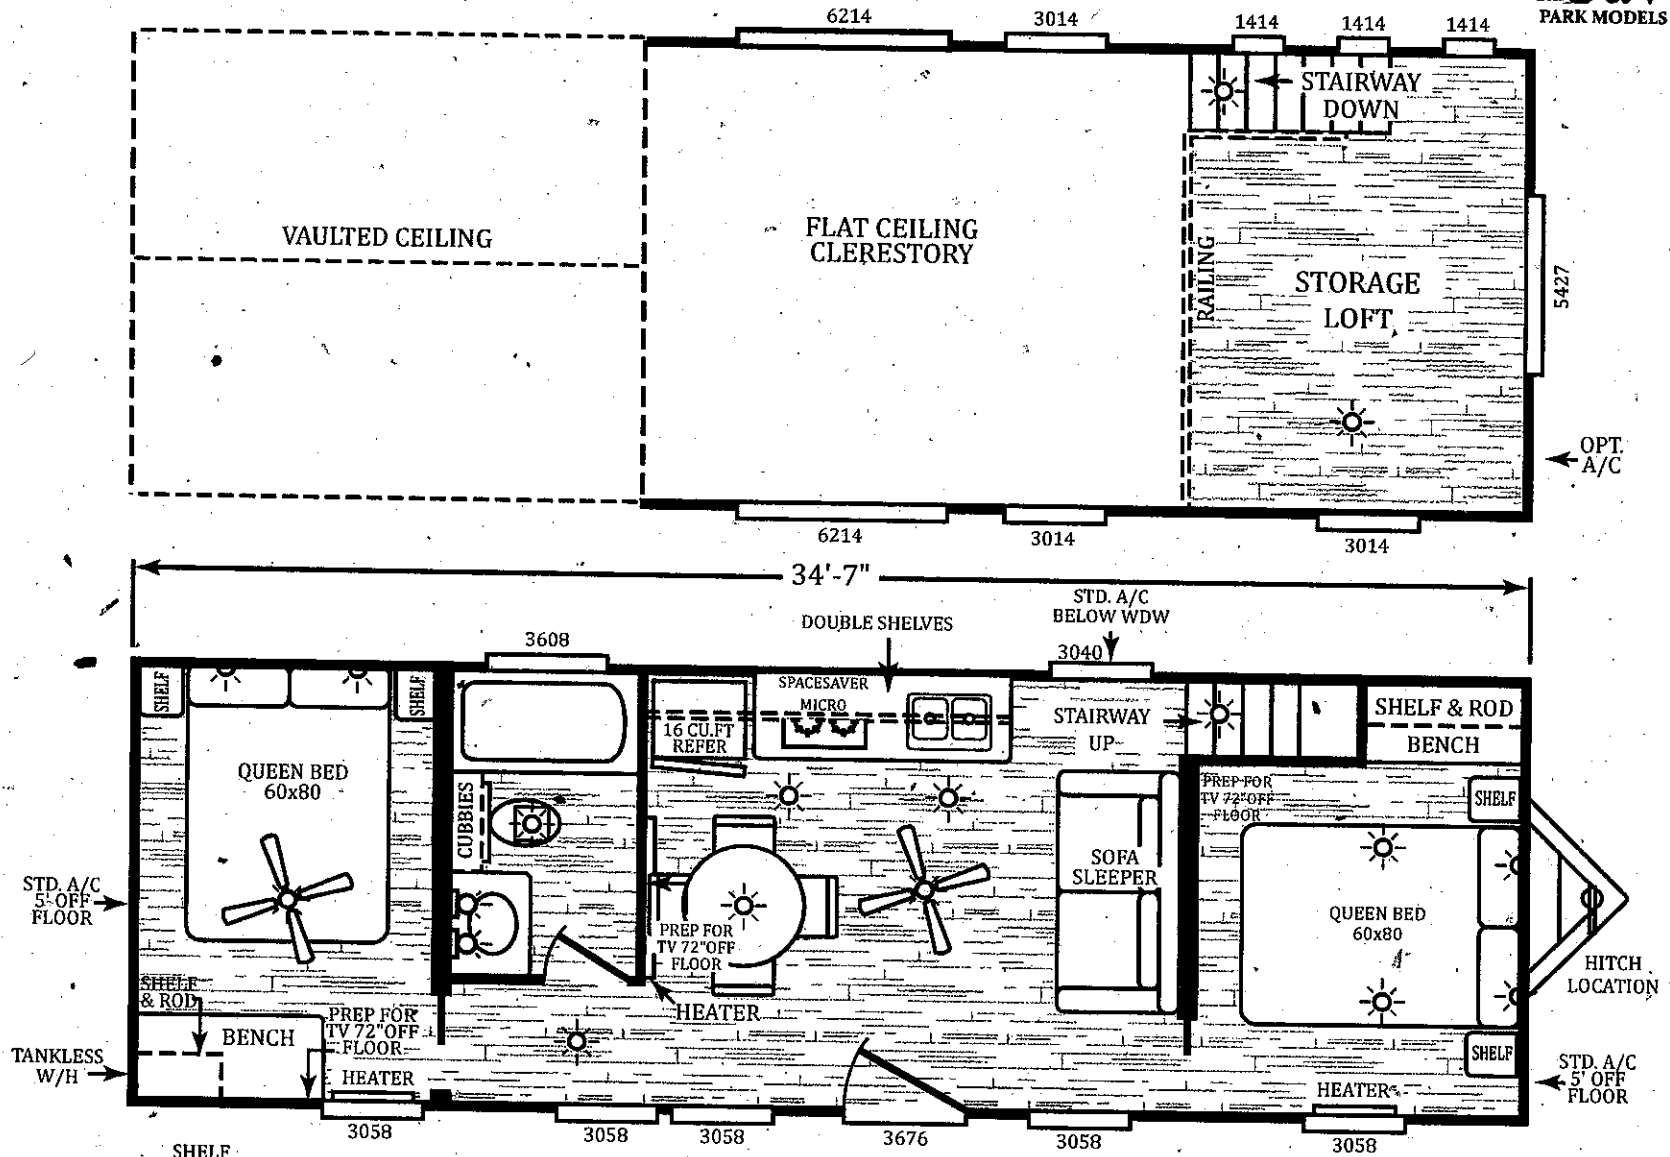 PARK MODELS
6214
3014
1414
1414
1414
STAIRWAY
DOWN
VAULTED CEILING
FLAT CEILING
CLERESTORY
RAILING
STORAGE
LOFT
5427
OPT.
A/C
6214
3014
3014
34'-7"
STD. A/C
BELOW WDW
DOUBLE SHELVES
3608
3040
SHELF
SHELF
SPACESAVER
MICRO
16 CU.FT
REFER
STAIRWAY
UP
SHELF & ROD
BENCH
QUEEN BED
60x80
CUBBIES
PREP FOR
TV 72"OFF
FLOOR
SHELF
SOFA
SLEEPER
STD. A/C
5' OFF
FLOOR
QUEEN BED
60x80
PREP FOR
TV 72"OFF
FLOOR
HITCH
LOCATION
SHELF
& ROD
BENCH
PREP FOR
TV 72"OFF
FLOOR
HEATER
TANKLESS
W/H
HEATER
SHELF
HEATER
STD. A/C
5' OFF
FLOOR
3058
3058
3058
3676
3058
3058
SHELF